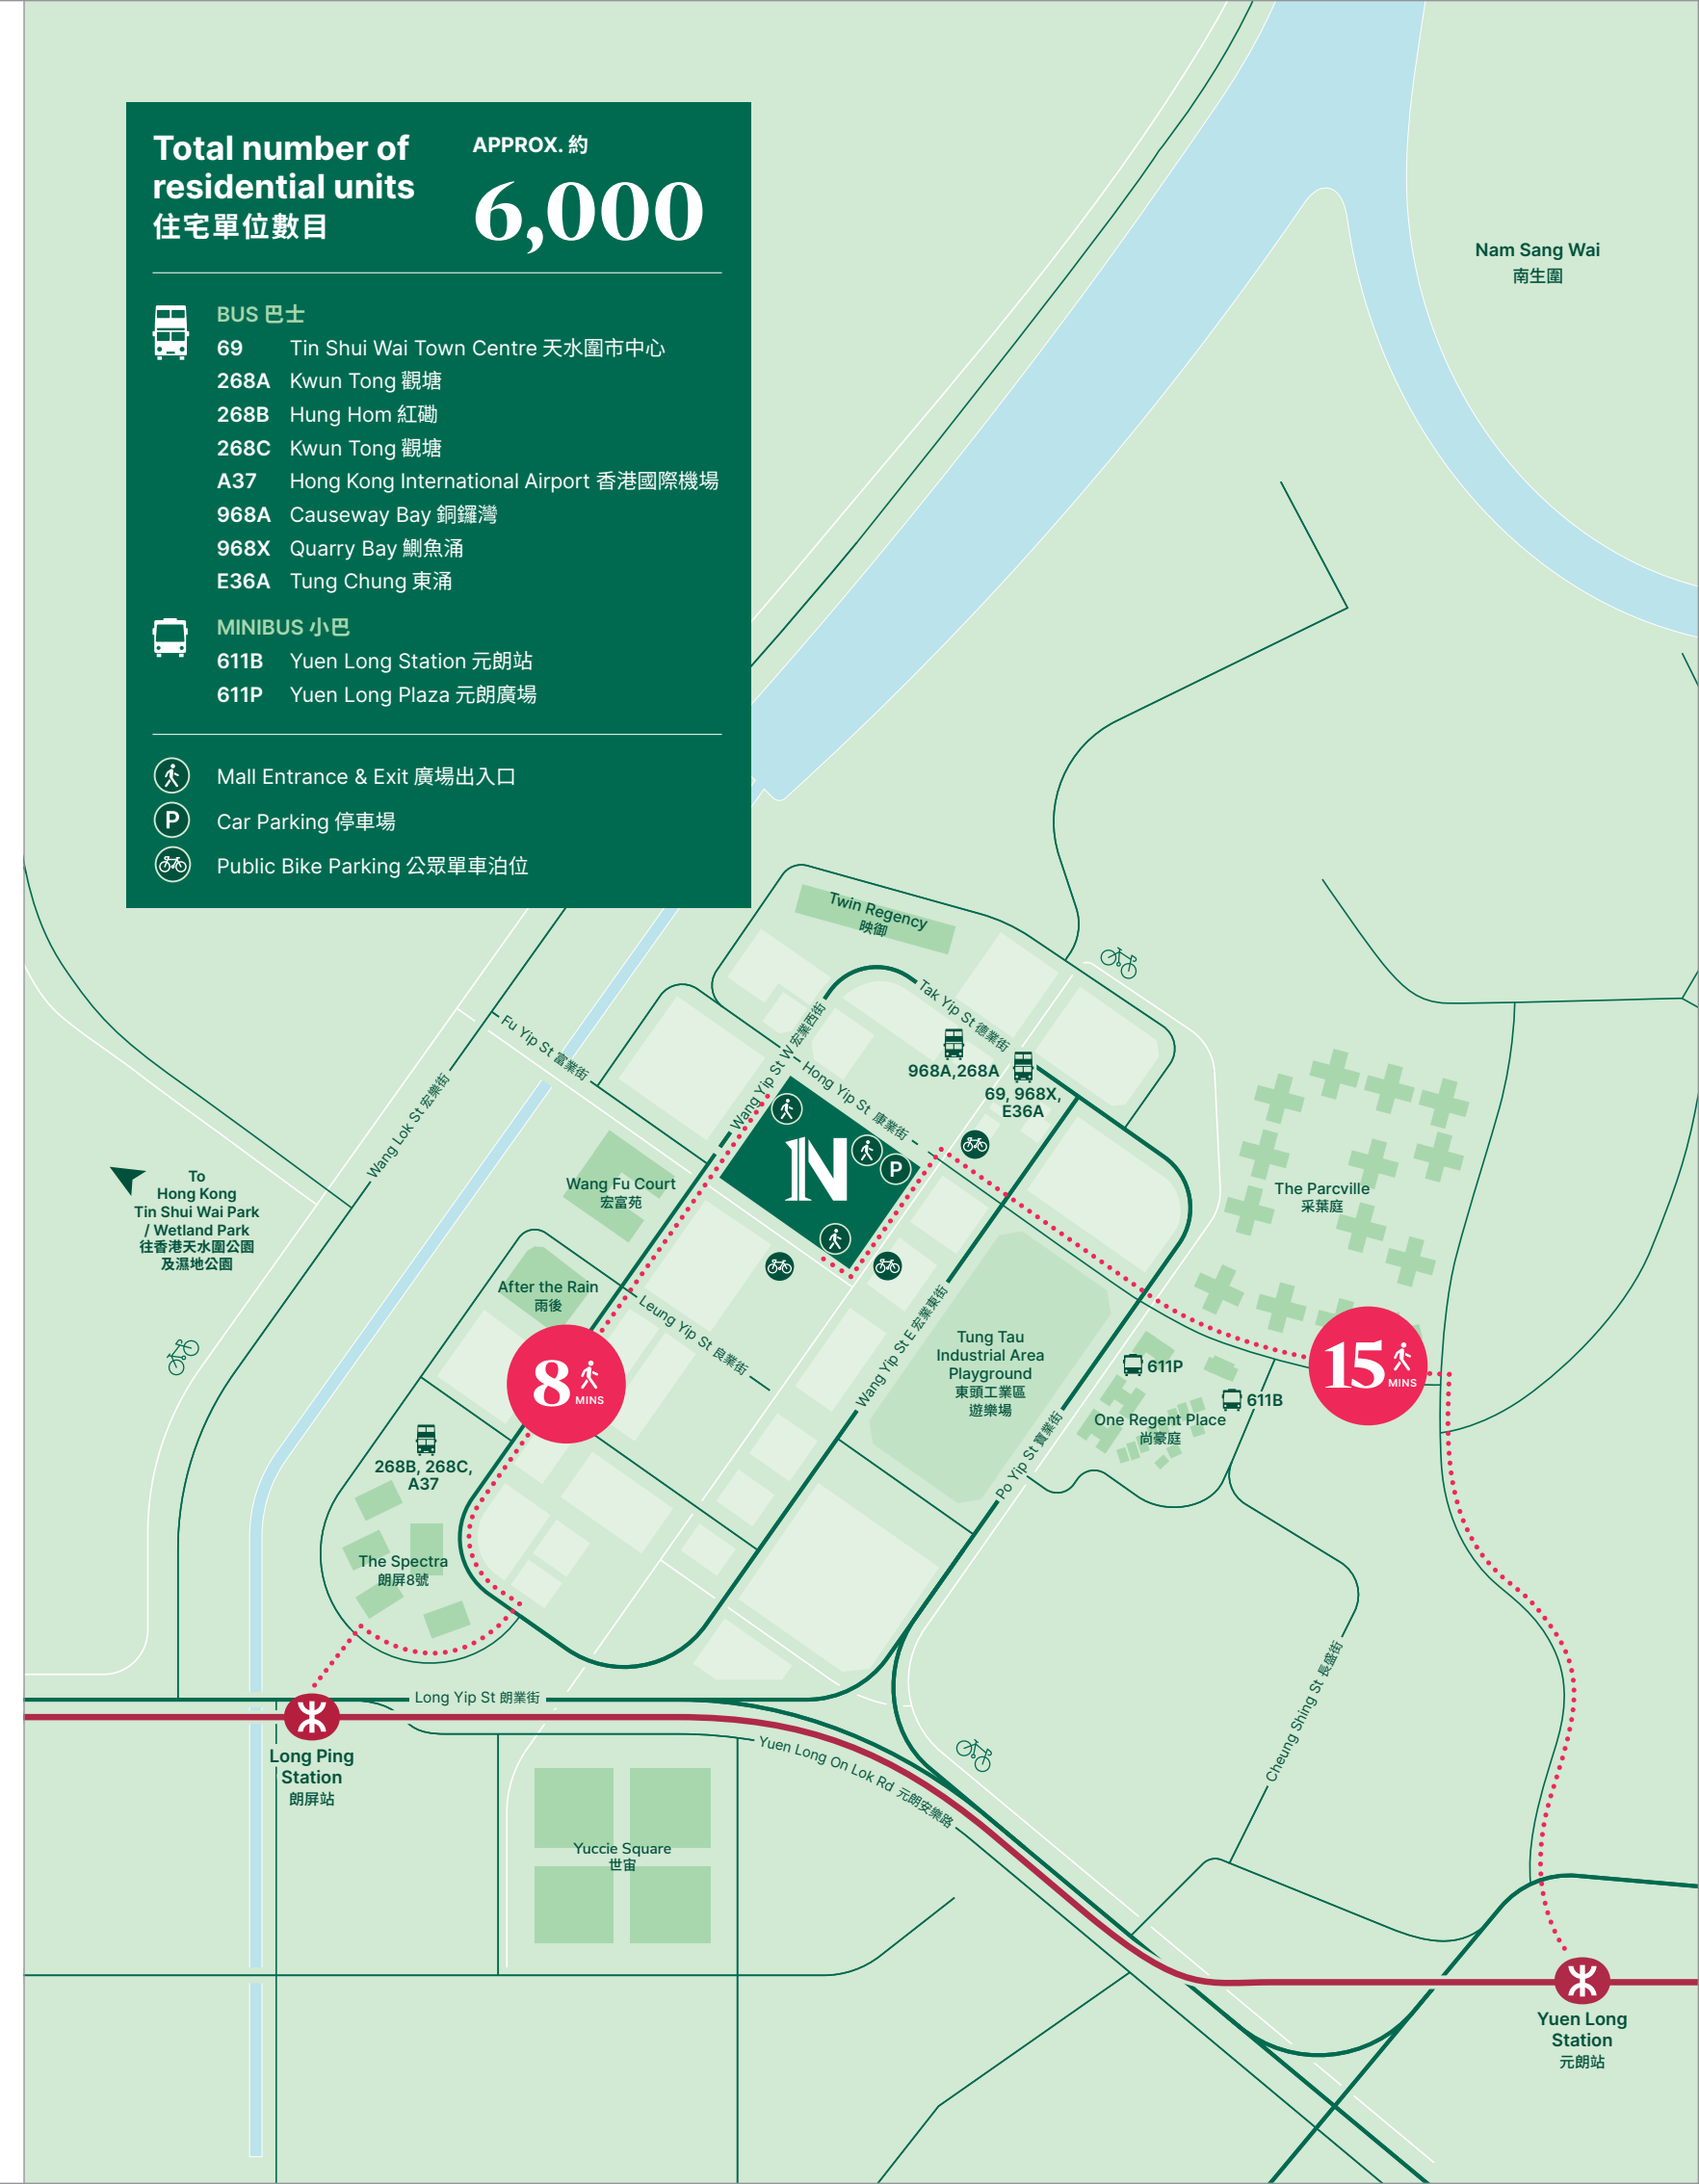 Total number of
residential units
住宅單位數目
APPROX. 約
6,000
BUS 巴士
69 Tin Shui Wai Town Centre 天水圍市中心
268A Kwun Tong 觀塘
268B Hung Hom 紅磡
268C Kwun Tong 觀塘
A37 Hong Kong International Airport 香港國際機場
968A Causeway Bay 銅鑼灣
968X Quarry Bay 鰂魚涌
E36A Tung Chung 東涌
MINIBUS 小巴
611B Yuen Long Station 元朗站
611P Yuen Long Plaza 元朗廣場
Mall Entrance & Exit 廣場出入口
P Car Parking 停車場
Public Bike Parking 公眾單車泊位
Nam Sang Wai
南生圍
Twin Regency
映御
Tak Yip St 德業街
Fu Yip St 富業街
Wang Yip St W 宏業西街
Hong Yip St 康業街
968A,268A
69, 968X,
E36A
Wang Lok St 宏樂街
To
Hong Kong
Tin Shui Wai Park
/ Wetland Park
往香港天水圍公園
及濕地公園
Wang Fu Court
宏富苑
N
P
The Parcville
采葉庭
After the Rain
雨後
Leung Yip St 良業街
Wang Yip St E 宏業東街
Tung Tau
Industrial Area
Playground
東頭工業區
遊樂場
8
MINS
15
MINS
611P
611B
One Regent Place
尚豪庭
Po Yip St 寶業街
268B, 268C,
A37
The Spectra
朗屏8號
Long Yip St 朗業街
Long Ping
Station
朗屏站
Yuen Long On Lok Rd 元朗安樂路
Cheung Shing St 長盛街
Yuccie Square
世宙
Yuen Long
Station
元朗站